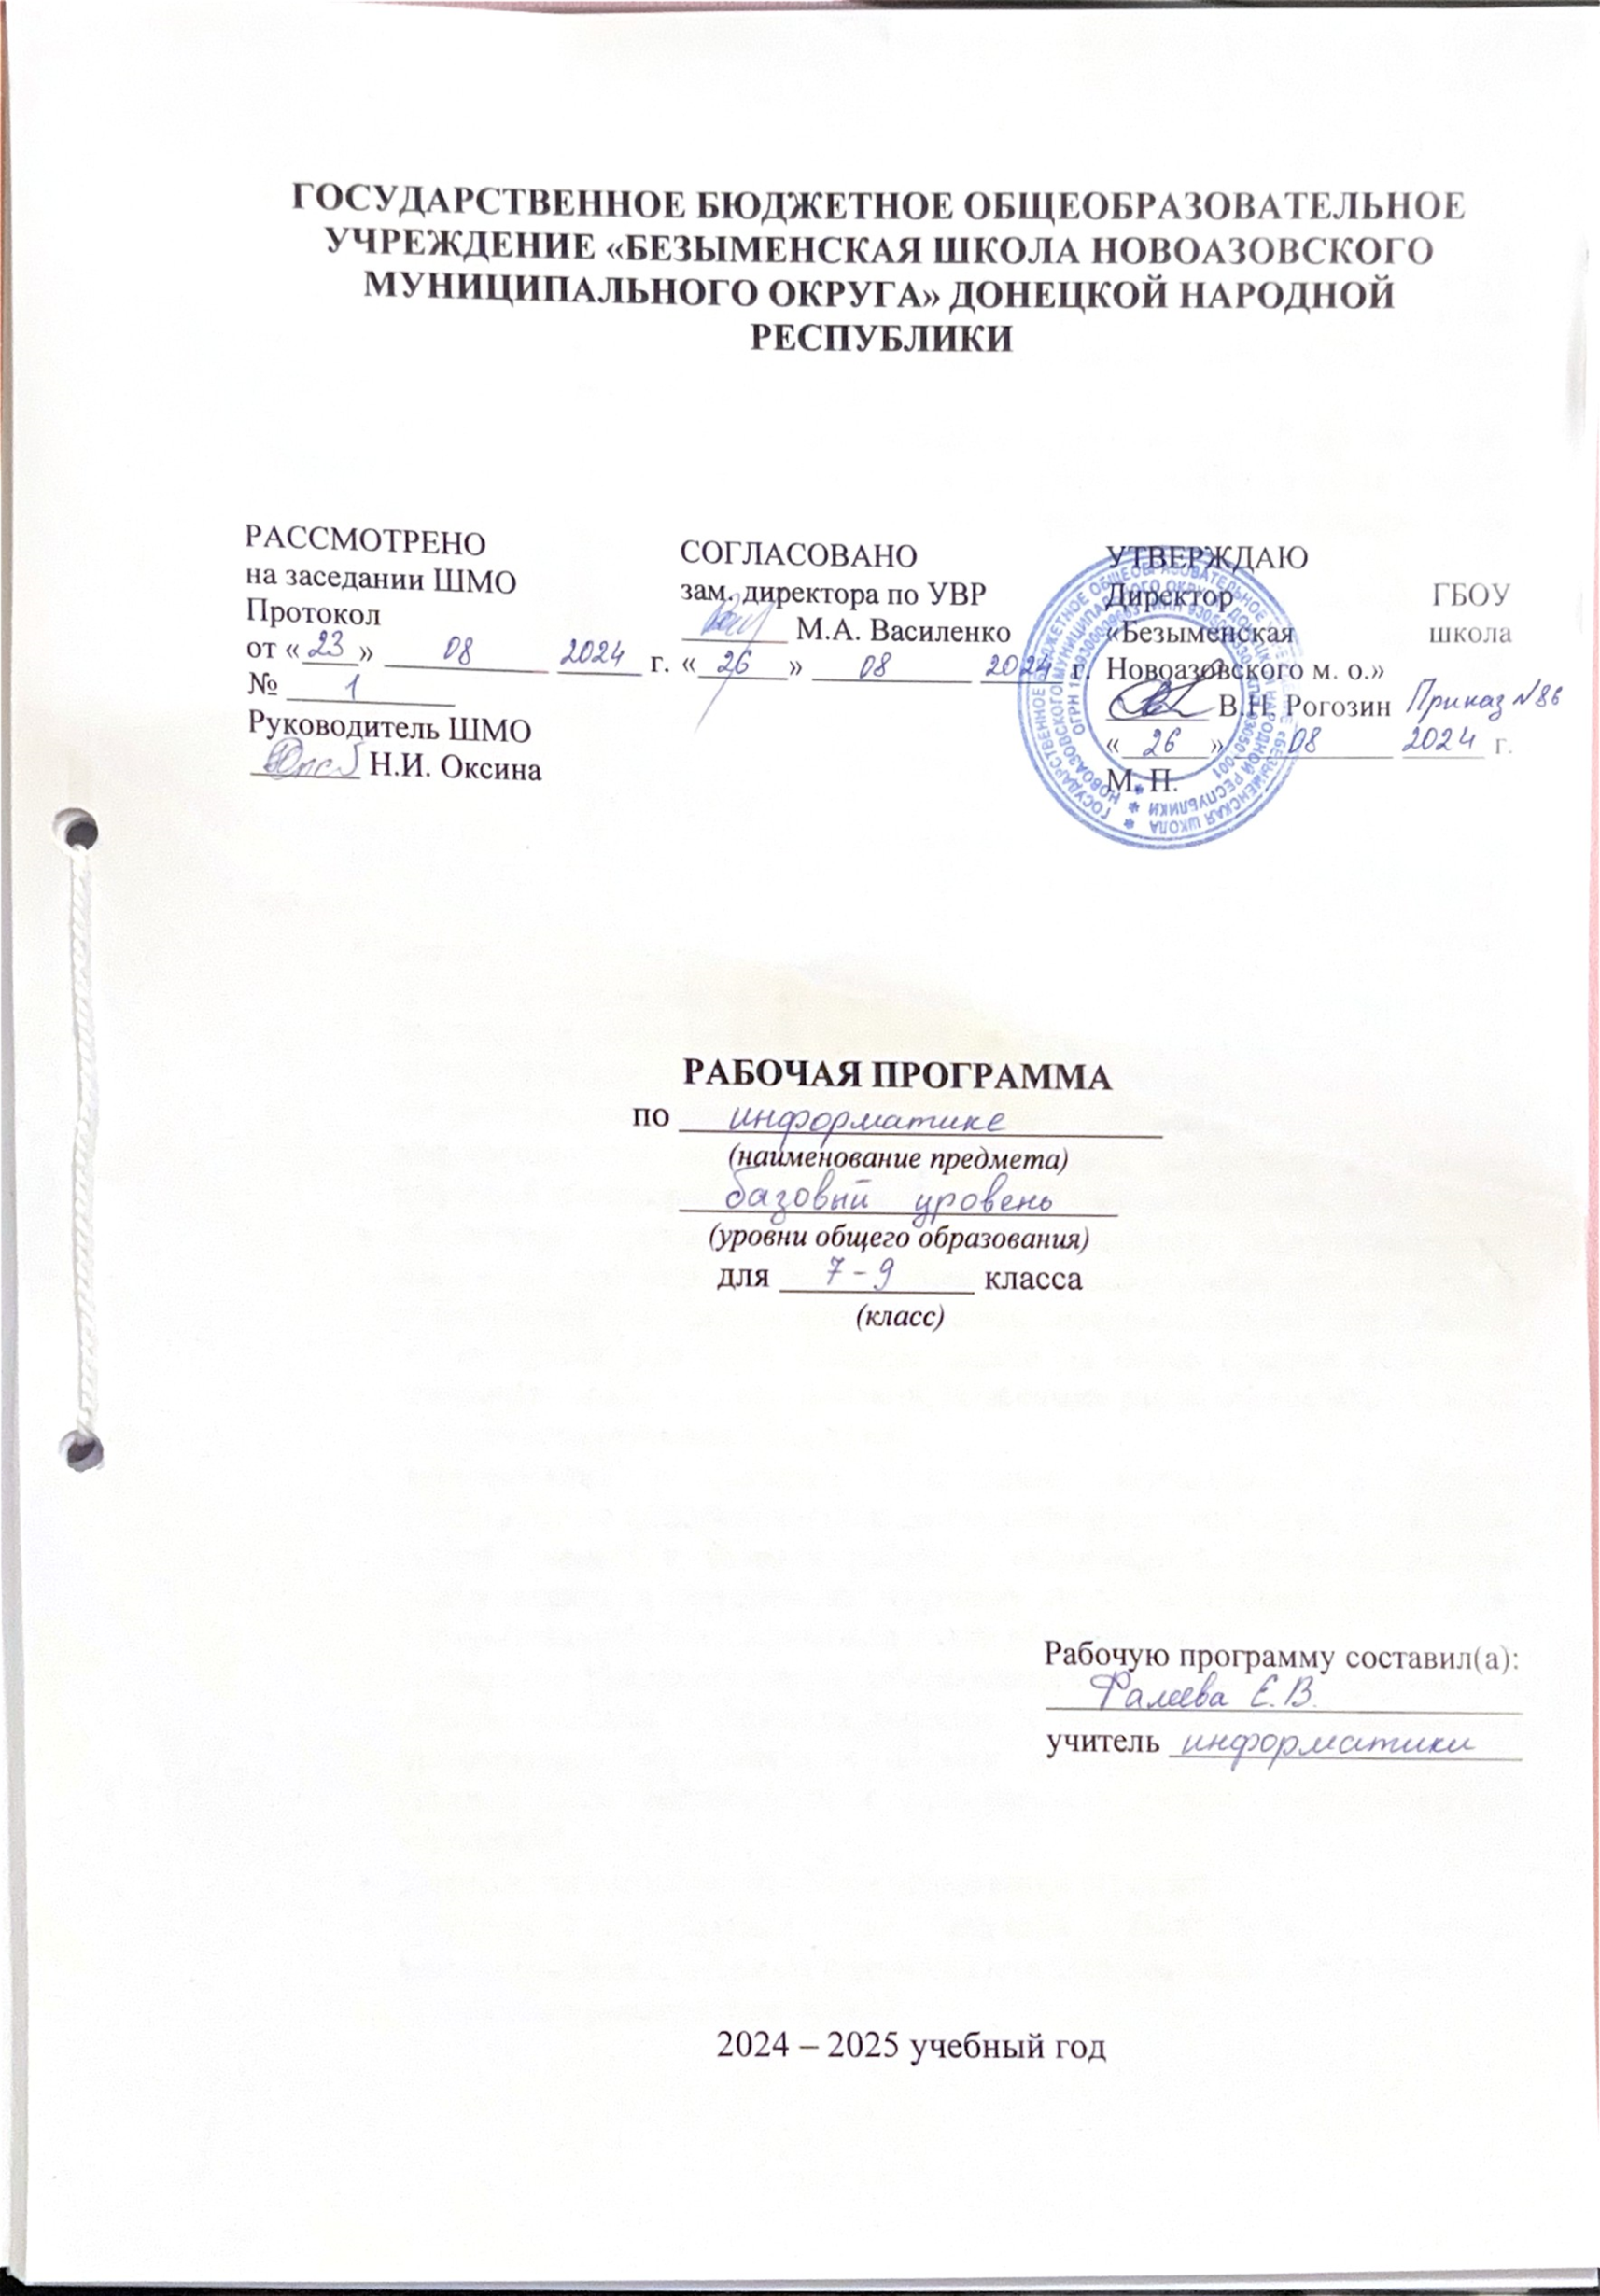 ГОСУДАРСТВЕННОЕ БЮДЖЕТНОЕ ОБЩЕОБРАЗОВАТЕЛЬНОЕ
УЧРЕЖДЕНИЕ «БЕЗЫМЕНСКАЯ ШКОЛА НОВОАЗОВСКОГО
МУНИЦИПАЛЬНОГО ОКРУГА» ДОНЕЦКОЙ НАРОДНОЙ
РЕСПУБЛИКИ
РАССМОТРЕНО
на заседании ШМО
Протокол
от «23» 08 2024 г.
№ 1
Руководитель ШМО
Н.И. Оксина
СОГЛАСОВАНО
зам. директора по УВР
М.А. Василенко
«26» 08 2024 г.
УТВЕРЖДАЮ
Директор ГБОУ
«Безыменская школа
Новоазовского м. о.»
В.Н. Рогозин Приказ №86
«26» 08 2024 г.
М. П.
РАБОЧАЯ ПРОГРАММА
по информатике
(наименование предмета)
базовый уровень
(уровни общего образования)
для 7-9 класса
(класс)
Рабочую программу составил(а):
Фалеева Е.В.
учитель информатики
2024 – 2025 учебный год